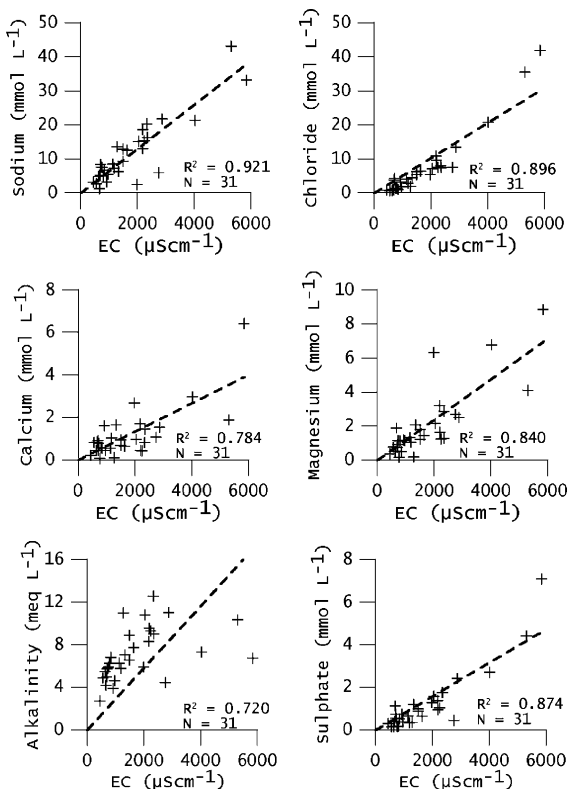 50
40
30
20
10
0
sodium (mmol L⁻¹)
R² = 0.921
N = 31
0 2000 4000 6000
EC (µScm⁻¹)
50
40
30
20
10
0
chloride (mmol L⁻¹)
R² = 0.896
N = 31
0 2000 4000 6000
EC (µScm⁻¹)
8
6
4
2
0
Calcium (mmol L⁻¹)
R² = 0.784
N = 31
0 2000 4000 6000
EC (µScm⁻¹)
10
8
6
4
2
0
Magnesium (mmol L⁻¹)
R² = 0.840
N = 31
0 2000 4000 6000
EC (µScm⁻¹)
16
12
8
4
0
Alkalinity (meq L⁻¹)
R² = 0.720
N = 31
0 2000 4000 6000
EC (µScm⁻¹)
8
6
4
2
0
Sulphate (mmol L⁻¹)
R² = 0.874
N = 31
0 2000 4000 6000
EC (µScm⁻¹)